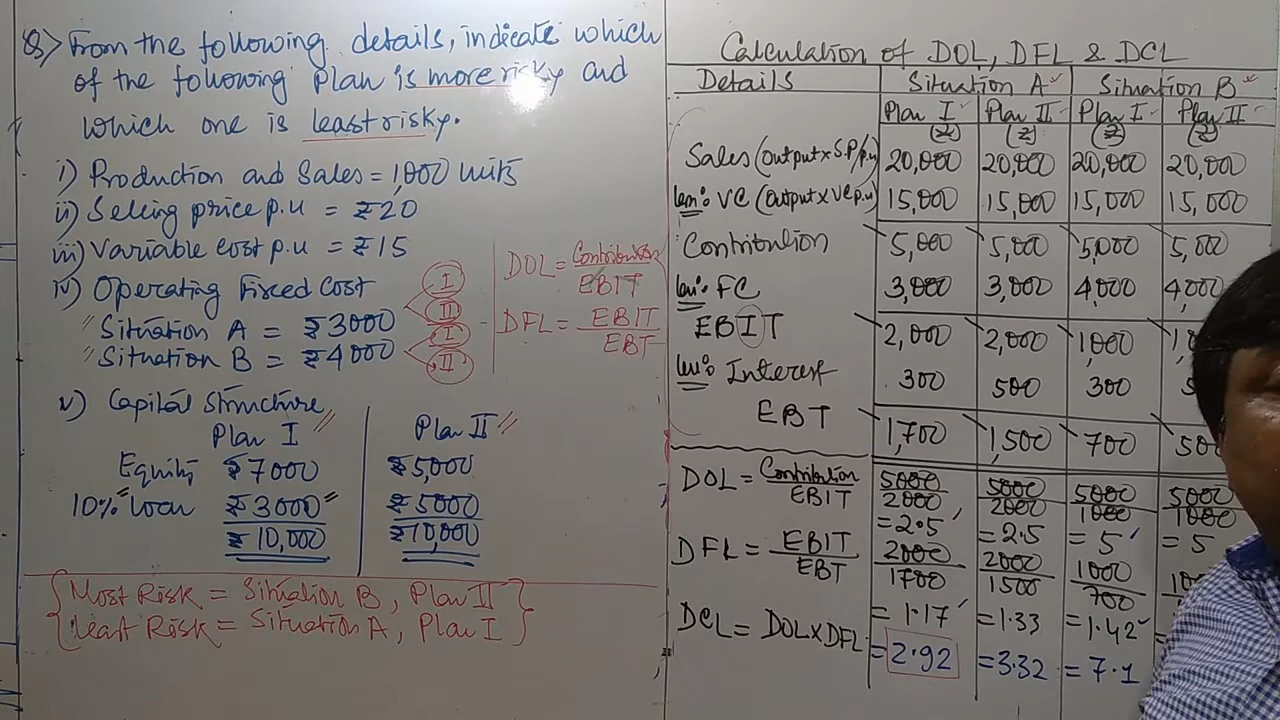 Q> From the following details, indicate which
of the following Plan is more risky and
which one is least risky.
i) Production and Sales = 1,000 units
ii) Selling price p.u = ₹20
iii) Variable cost p.u = ₹15
iv) Operating Fixed Cost
" Situation A = ₹3000
" Situation B = ₹4000
I
II
I
II
DOL = Contribution
EBIT
DFL = EBIT
EBT
v) Capital Structure
Plan I " Plan II "
Equity ₹7000 ₹5,000
10% Loan ₹3000 ₹5000
₹10,000 ₹10,000
Most Risk = Situation B, Plan II
Least Risk = Situation A, Plan I
Calculation of DOL, DFL & DCL
Details Situation A Situation B
Plan I Plan II Plan I Plan II
(₹) (₹) (₹) (₹)
Sales (output x S.P/p.u) 20,000 20,000 20,000 20,000
Less: VC (Output x VC p.u) 15,000 15,000 15,000 15,000
Contribution 5,000 5,000 5,000 5,000
Less: FC 3,000 3,000 4,000 4,000
EBIT 2,000 2,000 1,000
Less: Interest 300 500 300
EBT 1,700 1,500 700
DOL = Contribution 5000 5000 5000 5000
EBIT 2000 2000 1000 1000
= 2.5 = 2.5 = 5 = 5
DFL = EBIT 2000 2000 1000
EBT 1700 1500 700
= 1.17 = 1.33 = 1.42
DCL = DOL x DFL = 2.92 = 3.32 = 7.1